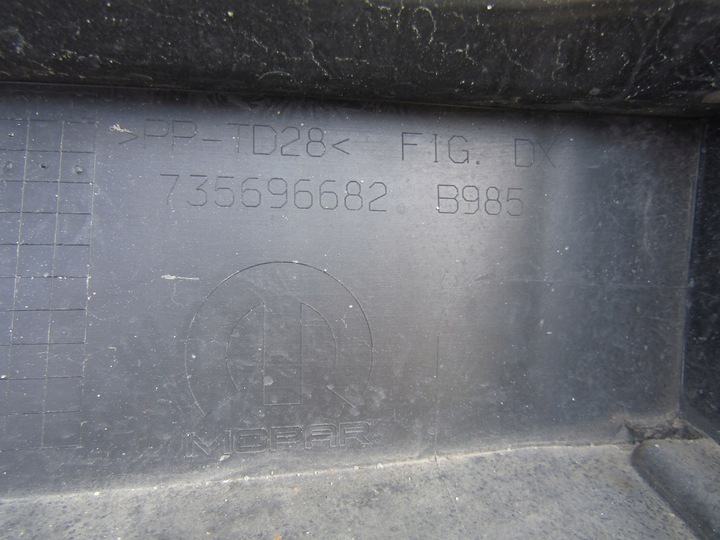 >PP-TD28< FIG. DX
735696682 B985
MOPAR